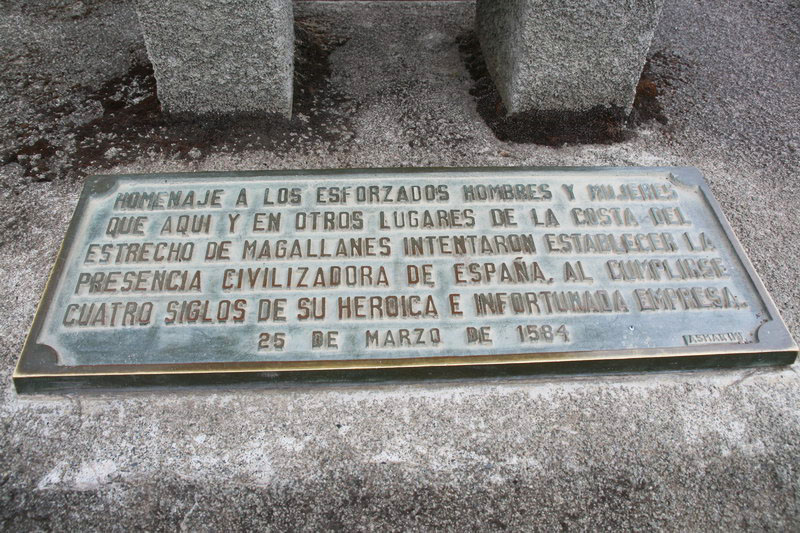 HOMENAJE A LOS ESFORZADOS HOMBRES Y MUJERES
QUE AQUI Y EN OTROS LUGARES DE LA COSTA DEL
ESTRECHO DE MAGALLANES INTENTARON ESTABLECER LA
PRESENCIA CIVILIZADORA DE ESPAÑA. AL CUMPLIRSE
CUATRO SIGLOS DE SU HEROICA E INFORTUNADA EMPRESA.
25 DE MARZO DE 1584